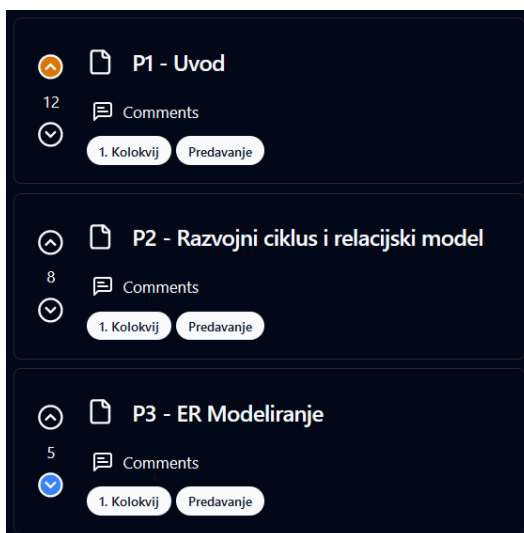 P1 - Uvod
12
Comments
1. Kolokvij Predavanje
P2 - Razvojni ciklus i relacijski model
8
Comments
1. Kolokvij Predavanje
P3 - ER Modeliranje
5
Comments
1. Kolokvij Predavanje